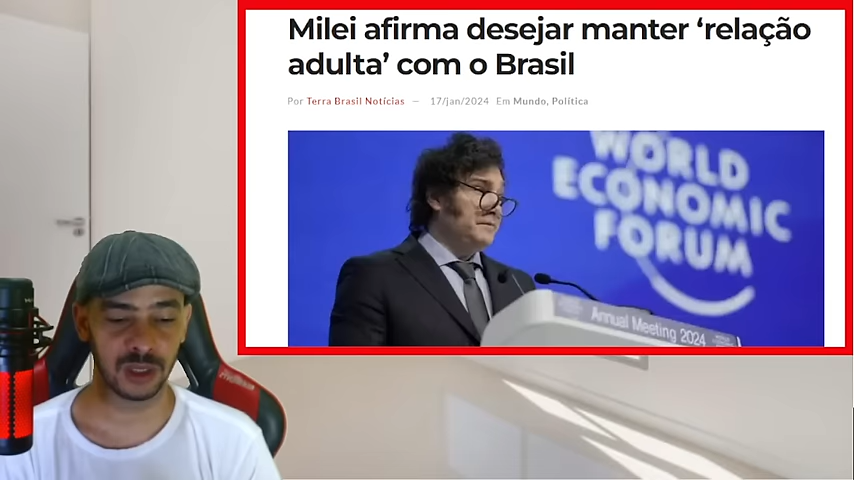 Milei afirma desejar manter ‘relação
adulta’ com o Brasil
Por Terra Brasil Notícias — 17/jan/2024 Em Mundo, Política
WORLD
ECONOMIC
FORUM
Annual Meeting 2024